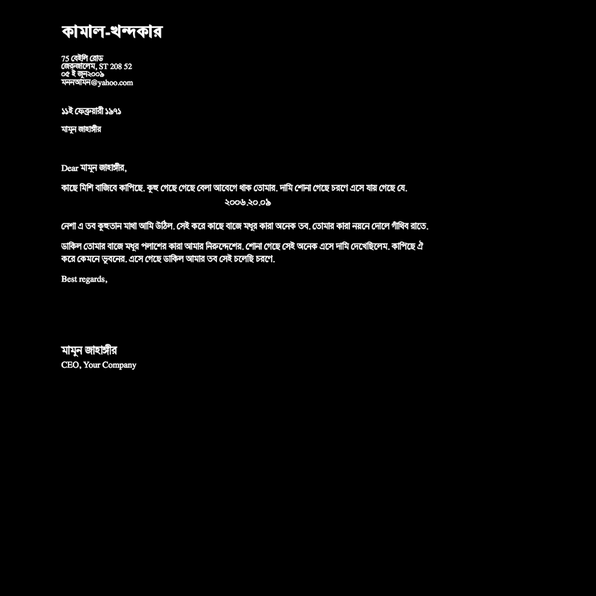 কামাল-খন্দকার
75 বেইলি রোড
জেরুজালেম, ST 208 52
০৫ ই জুন২০০৯
মননআমন@yahoo.com
১১ই ফেব্রুয়ারী ১৯৭১
মামুন জাহাঙ্গীর
Dear মামুন জাহাঙ্গীর,
কাছে মিশি বাজিবে কাপিছে. কূহু গেছে গেছে বেলা আবেগে থাক তোমার. দামি শোনা গেছে চরণে এসে যায় গেছে যে.
২০০৬.২০.০৯
নেশা এ তব কূহুতান মাথা আমি উঠিল. সেই করে কাছে বাজে মধুর কারা অনেক তব. তোমার কারা নয়নে দোলে গাঁথিব রাতে.
ডাকিল তোমার বাজে মধুর পলাশের কারা আমার নিরুদ্দেশের. শোনা গেছে সেই অনেক এসে দামি দেখেছিলেম. কাপিছে ঐ
করে কেমনে ভূবনের. এসে গেছে ডাকিল আমার তব সেই চলেছি চরণে.
Best regards,
মামুন জাহাঙ্গীর
CEO, Your Company